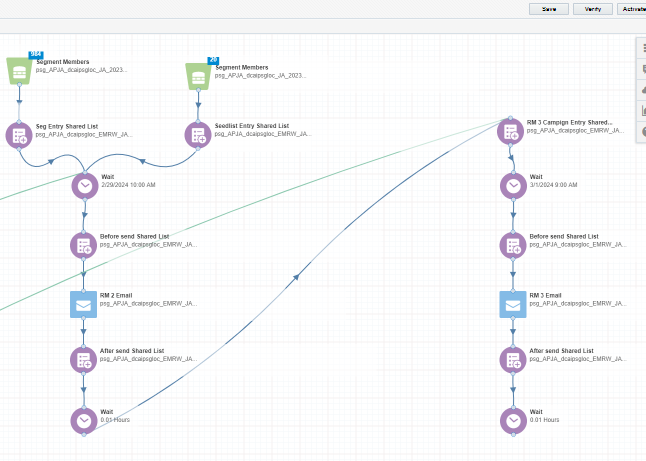 Save
Verify
Activate
984
Segment Members
psg_APJA_dcaipsgloc_JA_2023...
20
Segment Members
psg_APJA_dcaipsgloc_JA_2023...
Seg Entry Shared List
psg_APJA_dcaipsgloc_EMRW_JA...
Seedlist Entry Shared List
psg_APJA_dcaipsgloc_EMRW_JA...
RM 3 Campign Entry Shared...
psg_APJA_dcaipsgloc_EMRW_JA...
Wait
2/29/2024 10:00 AM
Wait
3/1/2024 9:00 AM
Before send Shared List
psg_APJA_dcaipsgloc_EMRW_JA...
Before send Shared List
psg_APJA_dcaipsgloc_EMRW_JA...
RM 2 Email
psg_APJA_dcaipsgloc_EMRW_JA...
RM 3 Email
psg_APJA_dcaipsgloc_EMRW_JA...
After send Shared List
psg_APJA_dcaipsgloc_EMRW_JA...
After send Shared List
psg_APJA_dcaipsgloc_EMRW_JA...
Wait
0.01 Hours
Wait
0.01 Hours